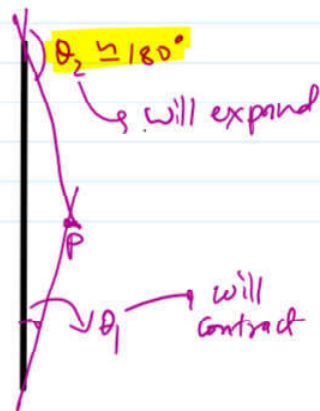 θ₂ ≃ 180°
will expand
P
θ₁
will
contract